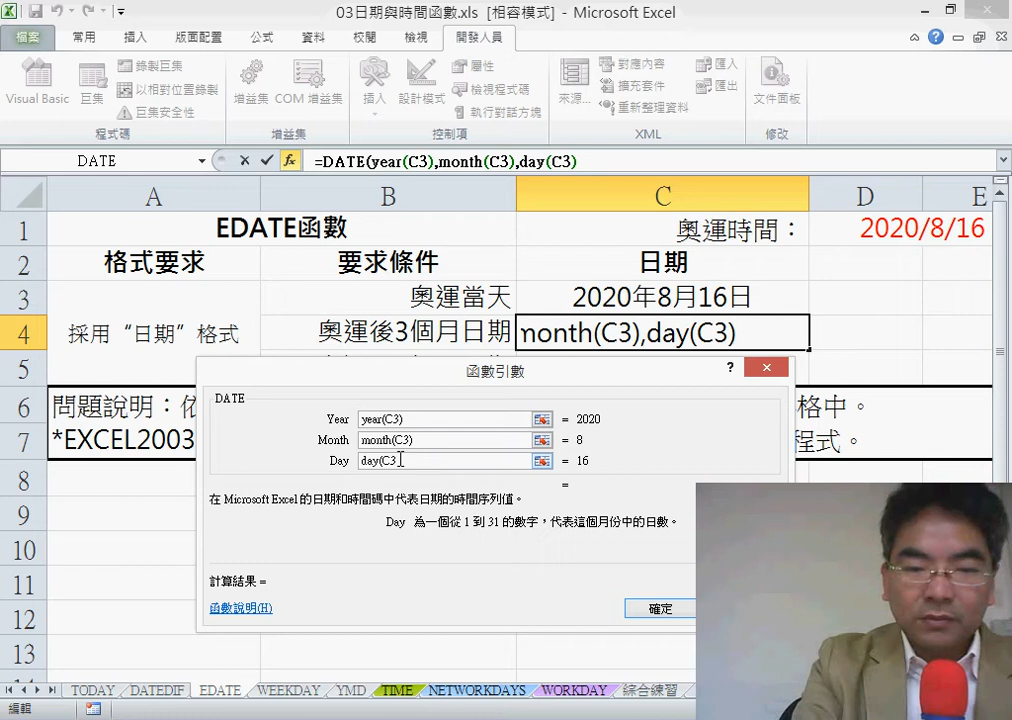 03日期與時間函數.xls [相容模式] - Microsoft Excel
檔案 常用 插入 版面配置 公式 資料 校閱 檢視 開發人員
Visual Basic 巨集 錄製巨集 以相對位置錄製 巨集安全性 程式碼
增益集 COM 增益集 增益集
插入 設計模式 屬性 檢視程式碼 執行對話方塊 控制項
來源... 對應內容 擴充套件 重新整理資料 匯入 匯出 XML
文件面板 修改
DATE fx =DATE(year(C3),month(C3),day(C3)
A B C D E
1 EDATE函數 奧運時間： 2020/8/16
2 格式要求 要求條件 日期
3 奧運當天 2020年8月16日
4 採用“日期”格式 奧運後3個月日期 month(C3),day(C3)
5
6 問題說明：依 格中。
7 *EXCEL2003 程式。
8
9
10
11
12
13
函數引數 ?
DATE
Year year(C3) = 2020
Month month(C3) = 8
Day day(C3 = 16
=
在 Microsoft Excel 的日期和時間碼中代表日期的時間序列值。
Day 為一個從 1 到 31 的數字，代表這個月份中的日數。
計算結果 =
函數說明(H) 確定
TODAY DATEDIF EDATE WEEKDAY YMD TIME NETWORKDAYS WORKDAY 綜合練習
編輯